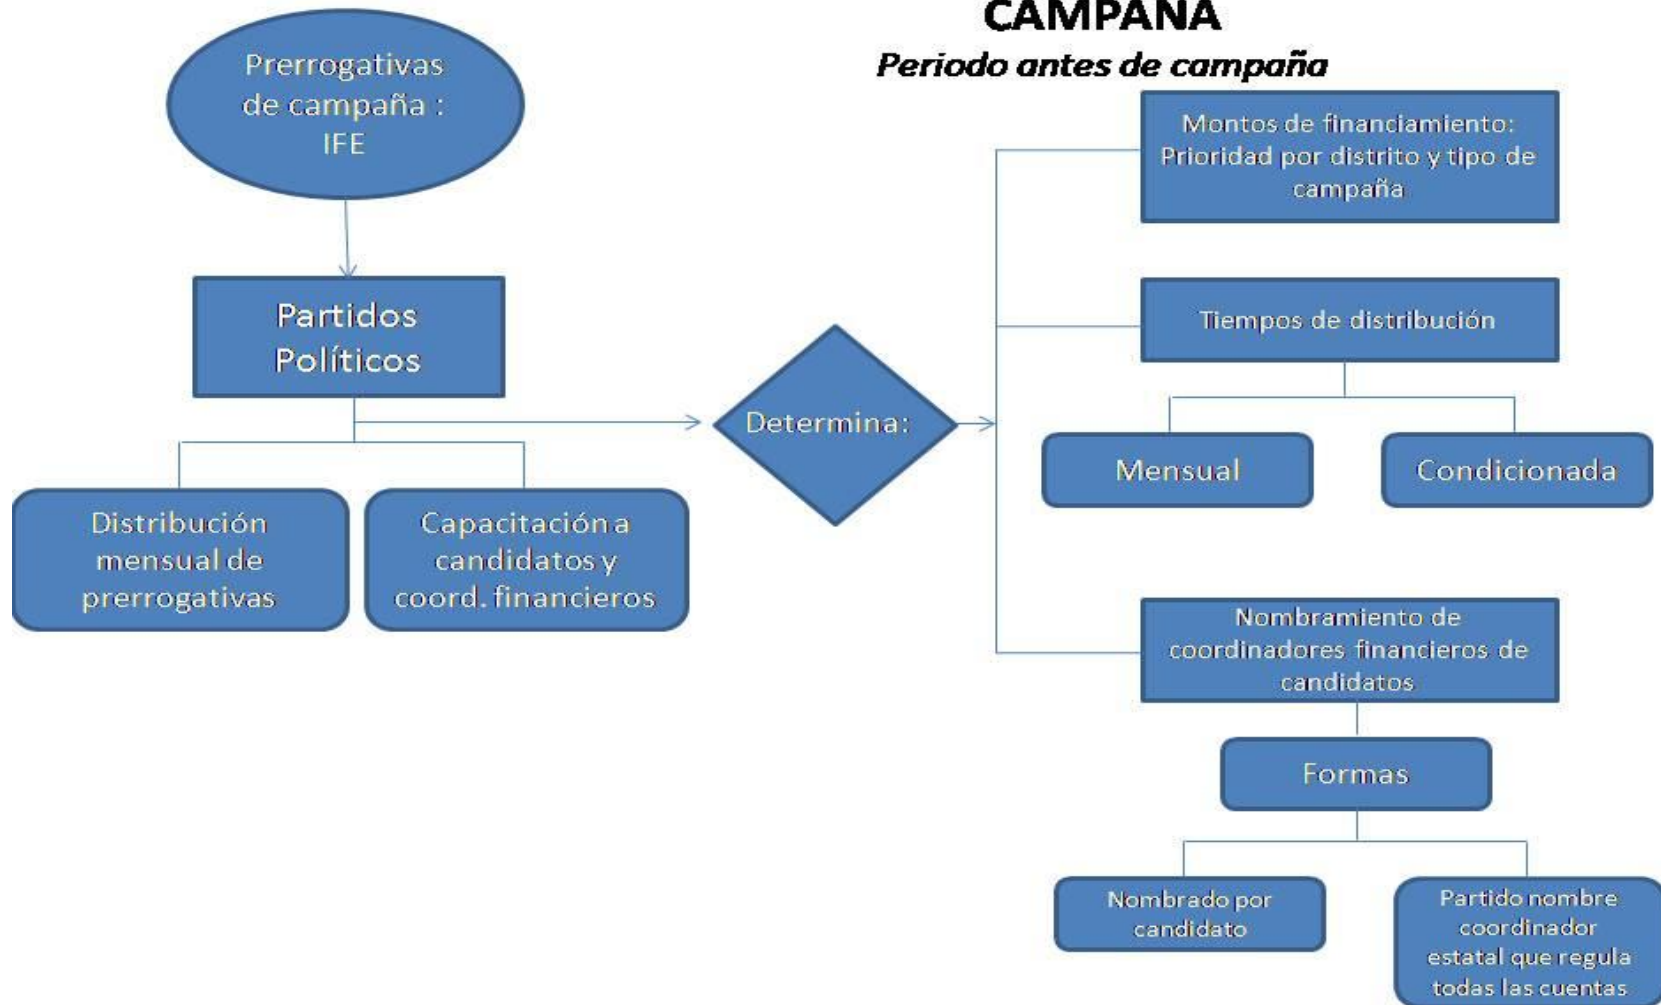 CAMPAÑA
Periodo antes de campaña
Prerrogativas
de campaña :
IFE
Partidos
Políticos
Distribución
mensual de
prerrogativas
Capacitación a
candidatos y
coord. financieros
Determina:
Montos de financiamiento:
Prioridad por distrito y tipo de
campaña
Tiempos de distribución
Mensual
Condicionada
Nombramiento de
coordinadores financieros de
candidatos
Formas
Nombrado por
candidato
Partido nombre
coordinador
estatal que regula
todas las cuentas